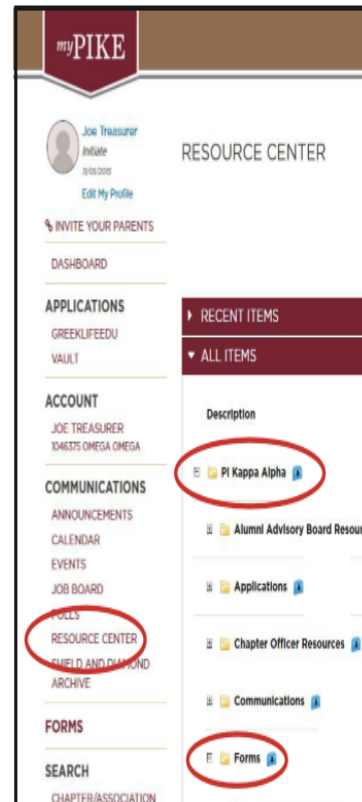 myPIKE
Joe Treasurer
Initiate
Edit My Profile
INVITE YOUR PARENTS
DASHBOARD
APPLICATIONS
GREEKLIFEEDU
VAULT
ACCOUNT
JOE TREASURER
1046375 OMEGA OMEGA
COMMUNICATIONS
ANNOUNCEMENTS
CALENDAR
EVENTS
JOB BOARD
POLLS
RESOURCE CENTER
SHIELD AND DIAMOND
ARCHIVE
FORMS
SEARCH
CHAPTER/ASSOCIATION
RESOURCE CENTER
RECENT ITEMS
ALL ITEMS
Description
Pi Kappa Alpha
Alumni Advisory Board Resour
Applications
Chapter Officer Resources
Communications
Forms